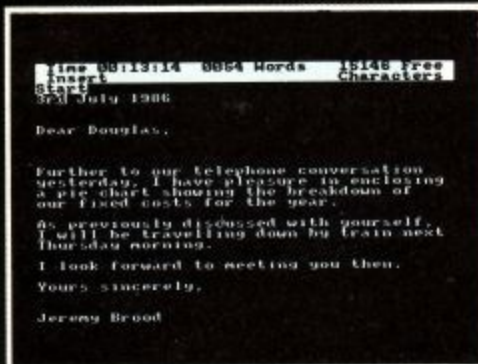 Time 00:13:14 0064 Words 15146 Free
Insert Characters
Start
3rd July 1986
Dear Douglas,
Further to our telephone conversation
yesterday, I have pleasure in enclosing
a pie chart showing the breakdown of
our fixed costs for the year.
As previously discussed with yourself,
I will be travelling down by train next
Thursday morning.
I look forward to meeting you then.
Yours sincerely,
Jeremy Brood